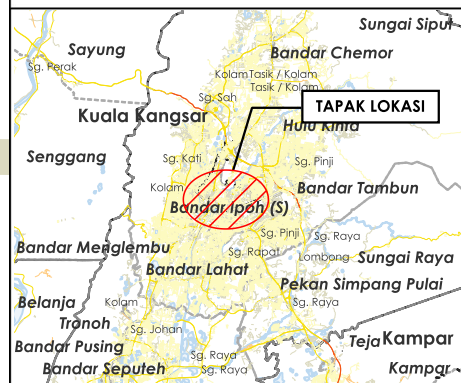 Sungai Siput
Sayung
Bandar Chemor
Sg. Perak
Kolam Tasik / Kolam
Tasik / Kolam
Sg. Sah
TAPAK LOKASI
Kuala Kangsar
Hulu Kinta
Senggang
Sg. Kati
Sg. Pinji
Kolam
Bandar Tambun
Bandar Ipoh (S)
Sg. Pinji
Sg. Raya
Bandar Menglembu
Sg. Rapat
Lombong
Sungai Raya
Bandar Lahat
Pekan Simpang Pulai
Belanja
Kolam
Sg. Raya
Tronoh
Sg. Johan
Teja
Kampar
Bandar Pusing
Sg. Raya
Bandar Seputeh
Sg. Raya
Kampar